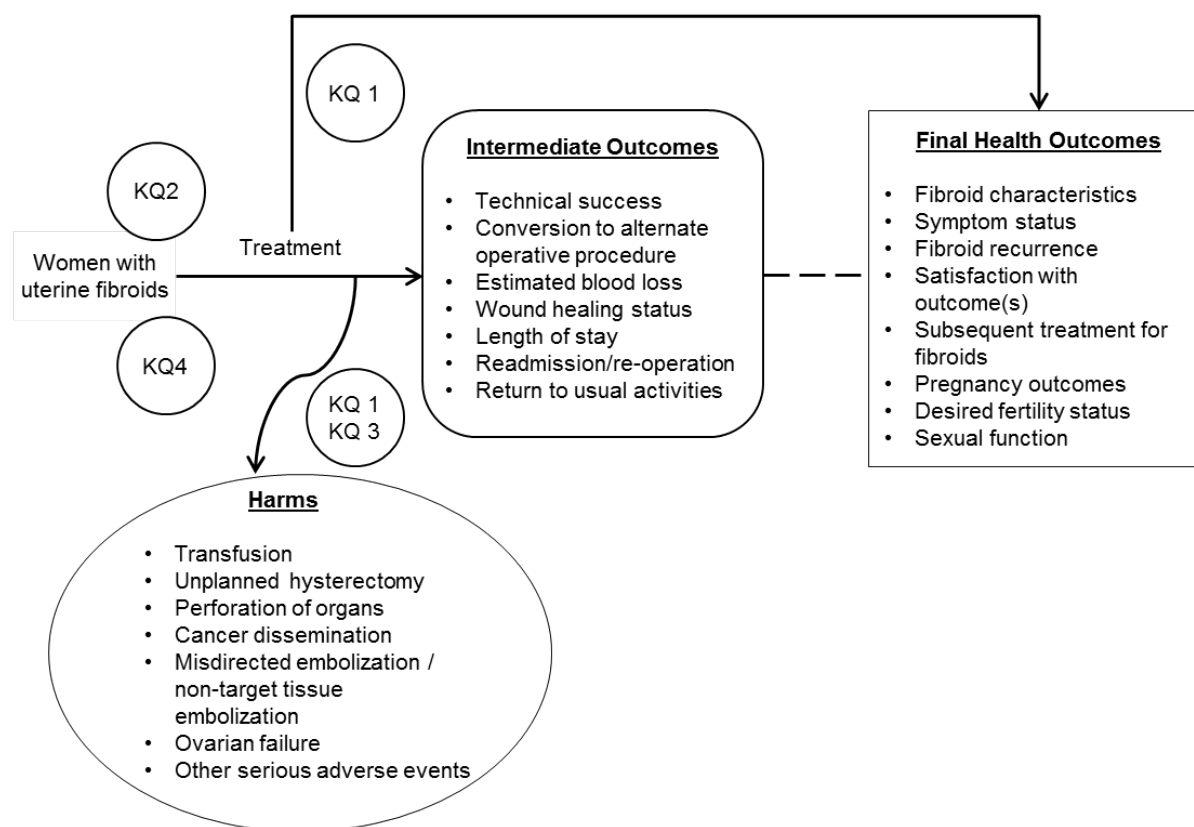 KQ 1
KQ2
Women with
uterine fibroids
KQ4
Treatment
KQ 1
KQ 3
Intermediate Outcomes
• Technical success
• Conversion to alternate
operative procedure
• Estimated blood loss
• Wound healing status
• Length of stay
• Readmission/re-operation
• Return to usual activities
Final Health Outcomes
• Fibroid characteristics
• Symptom status
• Fibroid recurrence
• Satisfaction with
outcome(s)
• Subsequent treatment for
fibroids
• Pregnancy outcomes
• Desired fertility status
• Sexual function
Harms
• Transfusion
• Unplanned hysterectomy
• Perforation of organs
• Cancer dissemination
• Misdirected embolization /
non-target tissue
embolization
• Ovarian failure
• Other serious adverse events